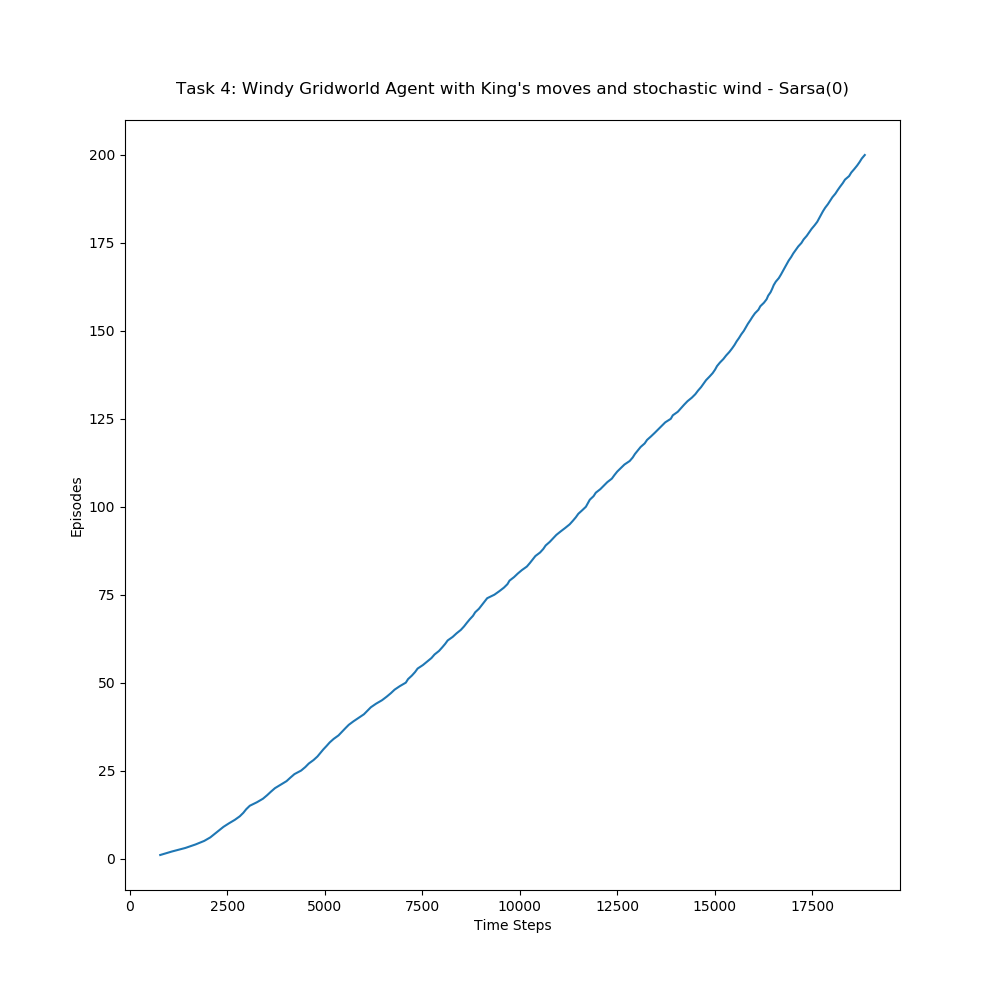 Task 4: Windy Gridworld Agent with King's moves and stochastic wind - Sarsa(0)
200
175
150
125
100
75
50
25
0
Episodes
0 2500 5000 7500 10000 12500 15000 17500
Time Steps